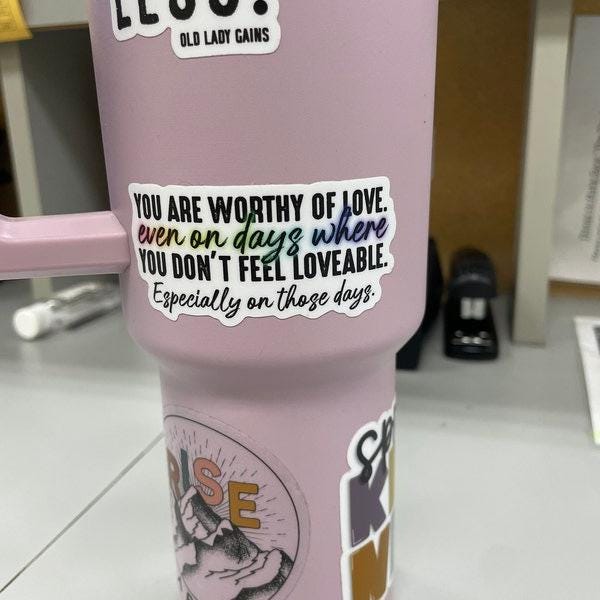 OLD LADY GAINS
YOU ARE WORTHY OF LOVE.
even on days where
YOU DON'T FEEL LOVEABLE.
Especially on those days.
RISE